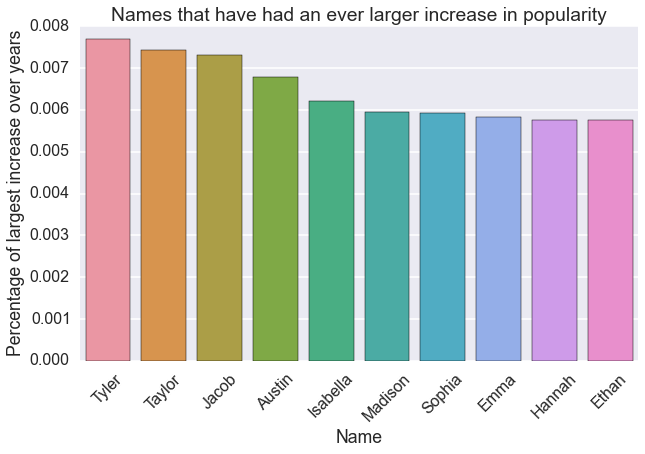 Names that have had an ever larger increase in popularity
Percentage of largest increase over years
0.008
0.007
0.006
0.005
0.004
0.003
0.002
0.001
0.000
Tyler
Taylor
Jacob
Austin
Isabella
Madison
Sophia
Emma
Hannah
Ethan
Name